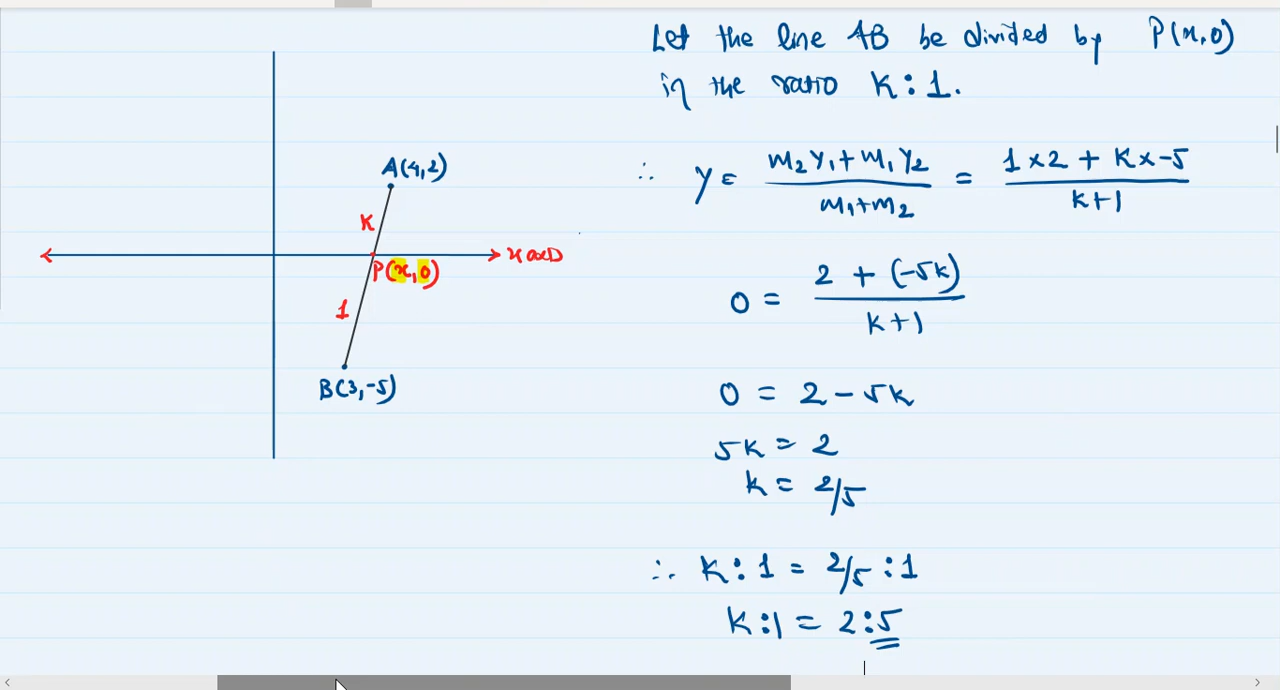 Let the line AB be divided by P(x,0)
in the ratio K:1.
A(4,2)
∴ y = (m₂y₁+m₁y₂)/(m₁+m₂) = (1×2 + K×-5)/(k+1)
K
x axis
P(x,0)
0 = (2 + (-5k))/(k+1)
1
B(3,-5)
0 = 2 - 5k
5k = 2
k = 2/5
∴ k:1 = 2/5 :1
k:1 = 2:5